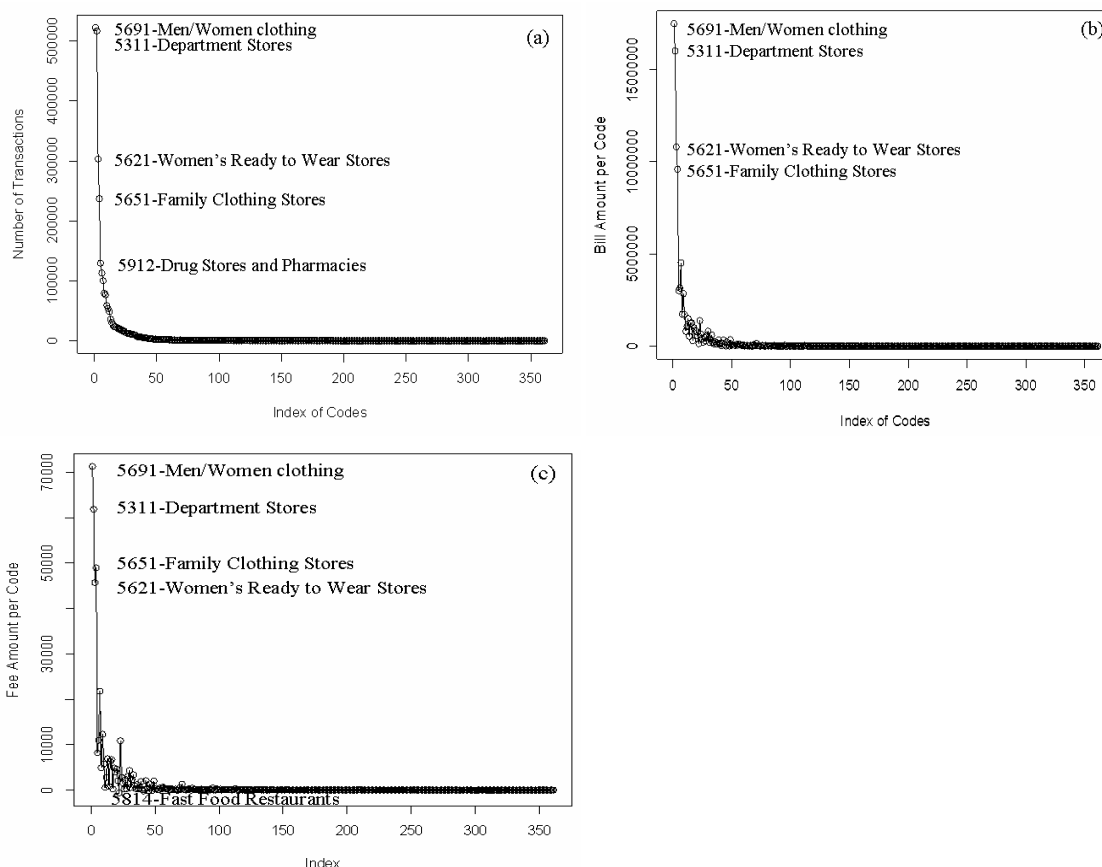 (a)
5691-Men/Women clothing
5311-Department Stores
5621-Women's Ready to Wear Stores
5651-Family Clothing Stores
5912-Drug Stores and Pharmacies
Number of Transactions
500000
400000
300000
200000
100000
0
0 50 100 150 200 250 300 350
Index of Codes
(b)
5691-Men/Women clothing
5311-Department Stores
5621-Women's Ready to Wear Stores
5651-Family Clothing Stores
Bill Amount per Code
15000000
10000000
5000000
0
0 50 100 150 200 250 300 350
Index of Codes
(c)
5691-Men/Women clothing
5311-Department Stores
5651-Family Clothing Stores
5621-Women's Ready to Wear Stores
5814-Fast Food Restaurants
Fee Amount per Code
70000
50000
30000
10000
0
0 50 100 150 200 250 300 350
Index